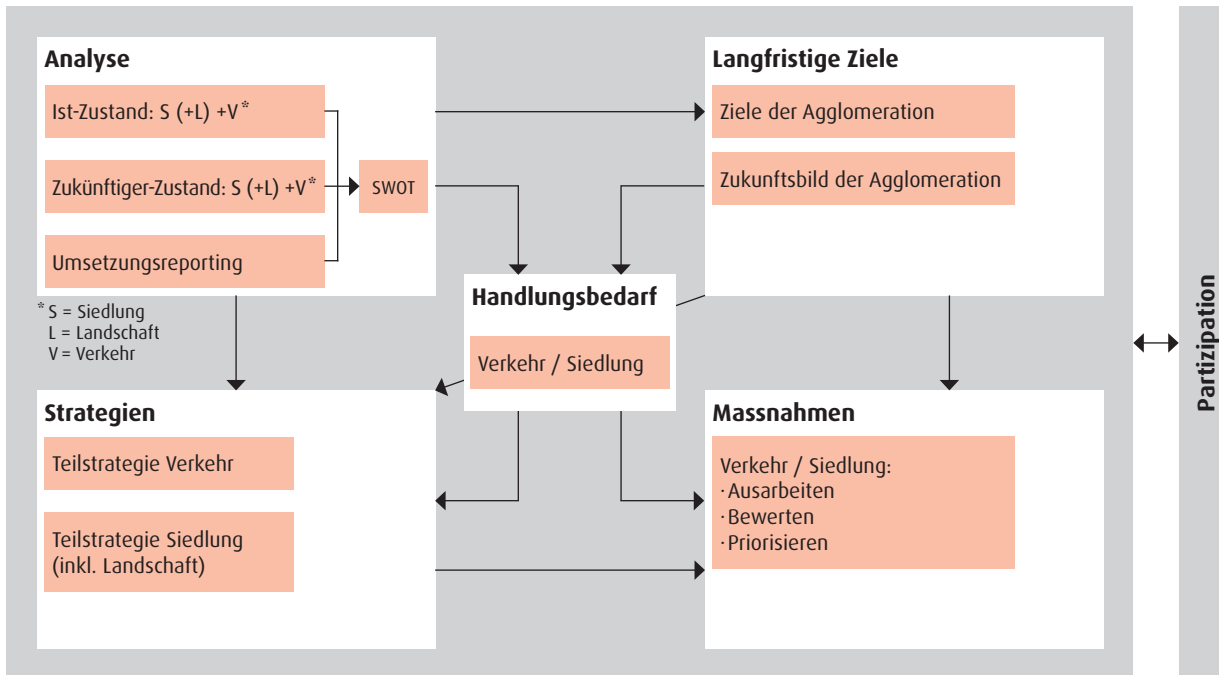 Analyse
Ist-Zustand: S (+L) +V*
Zukünftiger-Zustand: S (+L) +V*
SWOT
Umsetzungsreporting
* S = Siedlung
L = Landschaft
V = Verkehr
Langfristige Ziele
Ziele der Agglomeration
Zukunftsbild der Agglomeration
Handlungsbedarf
Verkehr / Siedlung
Strategien
Teilstrategie Verkehr
Teilstrategie Siedlung
(inkl. Landschaft)
Massnahmen
Verkehr / Siedlung:
· Ausarbeiten
· Bewerten
· Priorisieren
Partizipation